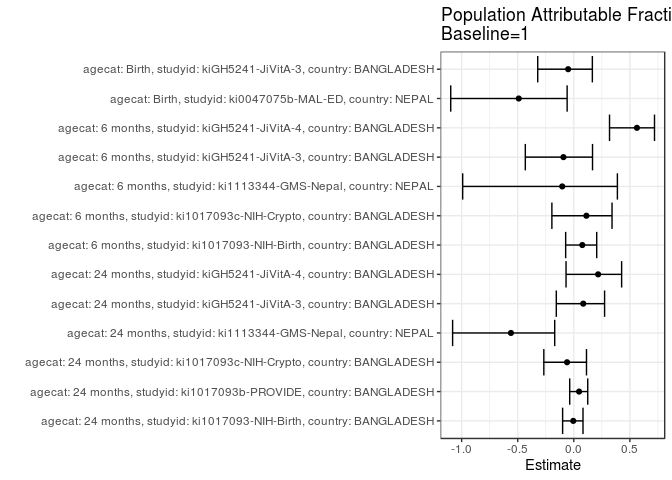 Population Attributable Fracti
Baseline=1
agecat: Birth, studyid: kiGH5241-JiVitA-3, country: BANGLADESH
agecat: Birth, studyid: ki0047075b-MAL-ED, country: NEPAL
agecat: 6 months, studyid: kiGH5241-JiVitA-4, country: BANGLADESH
agecat: 6 months, studyid: kiGH5241-JiVitA-3, country: BANGLADESH
agecat: 6 months, studyid: ki1113344-GMS-Nepal, country: NEPAL
agecat: 6 months, studyid: ki1017093c-NIH-Crypto, country: BANGLADESH
agecat: 6 months, studyid: ki1017093-NIH-Birth, country: BANGLADESH
agecat: 24 months, studyid: kiGH5241-JiVitA-4, country: BANGLADESH
agecat: 24 months, studyid: kiGH5241-JiVitA-3, country: BANGLADESH
agecat: 24 months, studyid: ki1113344-GMS-Nepal, country: NEPAL
agecat: 24 months, studyid: ki1017093c-NIH-Crypto, country: BANGLADESH
agecat: 24 months, studyid: ki1017093b-PROVIDE, country: BANGLADESH
agecat: 24 months, studyid: ki1017093-NIH-Birth, country: BANGLADESH
-1.0 -0.5 0.0 0.5
Estimate